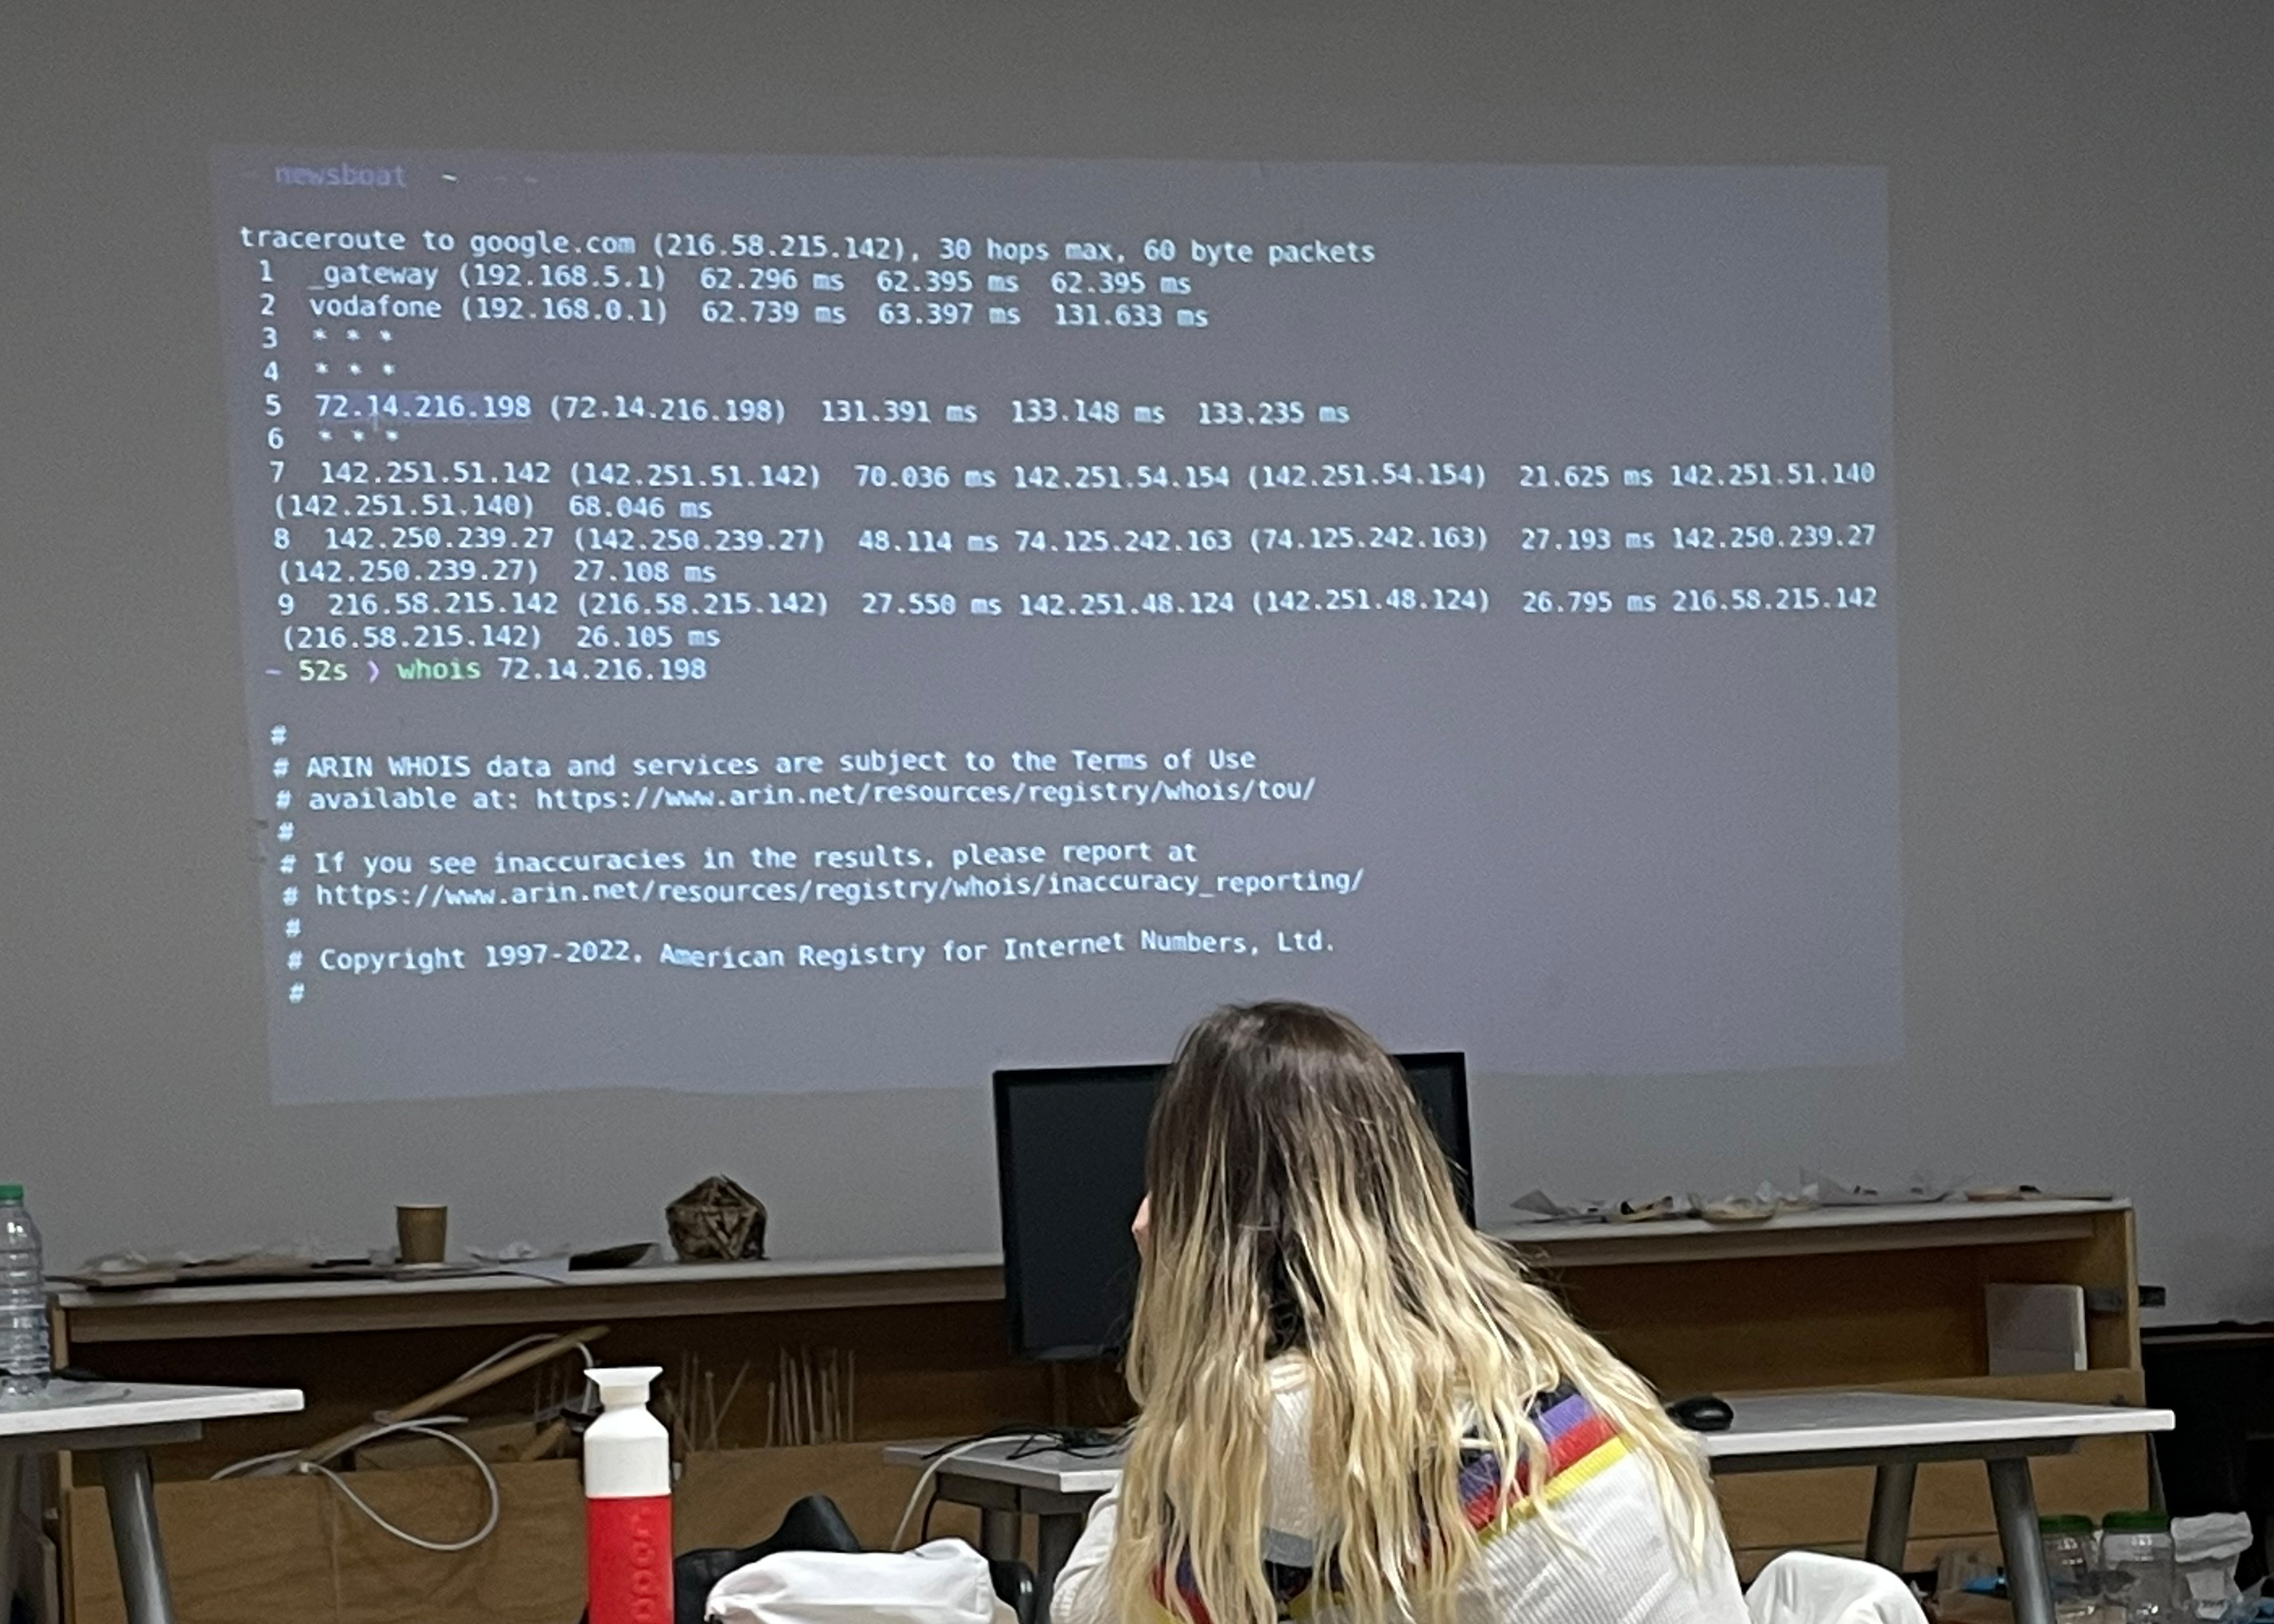 newsboat ~
traceroute to google.com (216.58.215.142), 30 hops max, 60 byte packets
1 _gateway (192.168.5.1) 62.296 ms 62.395 ms 62.395 ms
2 vodafone (192.168.0.1) 62.739 ms 63.397 ms 131.633 ms
3 * * *
4 * * *
5 72.14.216.198 (72.14.216.198) 131.391 ms 133.148 ms 133.235 ms
6 * * *
7 142.251.51.142 (142.251.51.142) 70.036 ms 142.251.54.154 (142.251.54.154) 21.625 ms 142.251.51.140
(142.251.51.140) 68.046 ms
8 142.250.239.27 (142.250.239.27) 48.114 ms 74.125.242.163 (74.125.242.163) 27.193 ms 142.250.239.27
(142.250.239.27) 27.108 ms
9 216.58.215.142 (216.58.215.142) 27.550 ms 142.251.48.124 (142.251.48.124) 26.795 ms 216.58.215.142
(216.58.215.142) 26.105 ms
~ 52s ❯ whois 72.14.216.198
#
# ARIN WHOIS data and services are subject to the Terms of Use
# available at: https://www.arin.net/resources/registry/whois/tou/
#
# If you see inaccuracies in the results, please report at
# https://www.arin.net/resources/registry/whois/inaccuracy_reporting/
#
# Copyright 1997-2022, American Registry for Internet Numbers, Ltd.
#